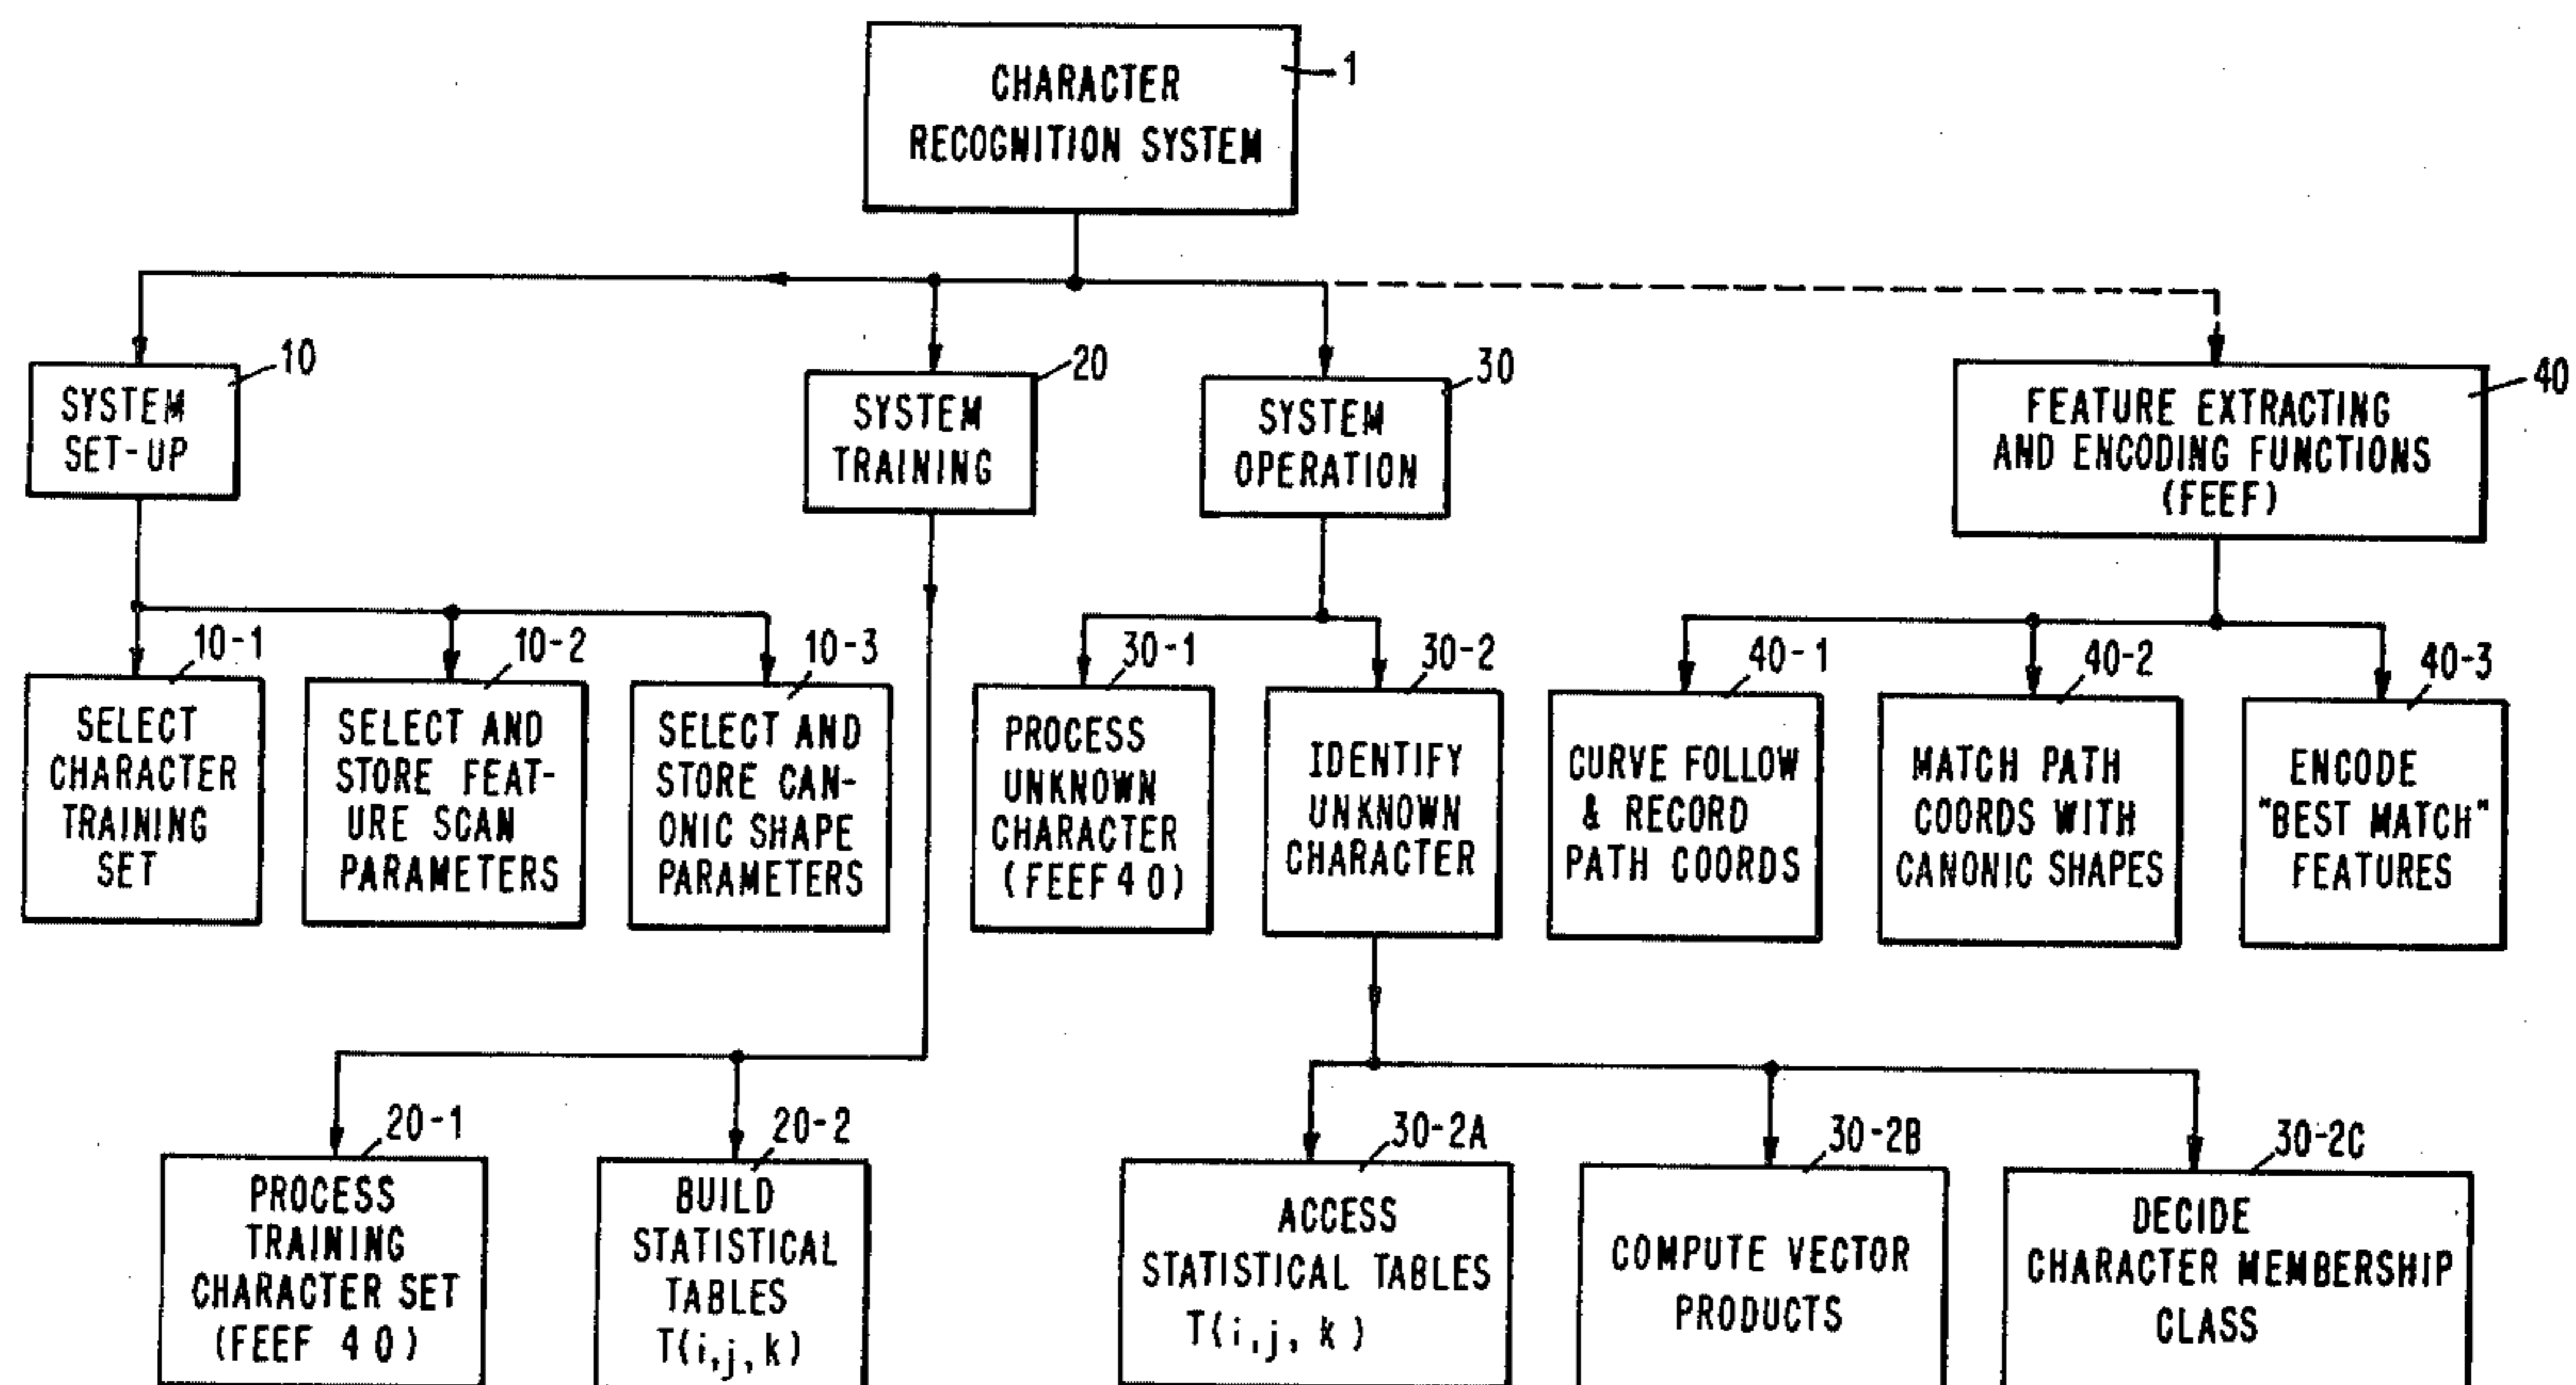 CHARACTER
RECOGNITION SYSTEM
1
SYSTEM
SET-UP
10
SYSTEM
TRAINING
20
SYSTEM
OPERATION
30
FEATURE EXTRACTING
AND ENCODING FUNCTIONS
(FEEF)
40
10-1
SELECT
CHARACTER
TRAINING
SET
10-2
SELECT AND
STORE FEAT-
URE SCAN
PARAMETERS
10-3
SELECT AND
STORE CAN-
ONIC SHAPE
PARAMETERS
30-1
PROCESS
UNKNOWN
CHARACTER
(FEEF 40)
30-2
IDENTIFY
UNKNOWN
CHARACTER
40-1
CURVE FOLLOW
& RECORD
PATH COORDS
40-2
MATCH PATH
COORDS WITH
CANONIC SHAPES
40-3
ENCODE
"BEST MATCH"
FEATURES
20-1
PROCESS
TRAINING
CHARACTER SET
(FEEF 40)
20-2
BUILD
STATISTICAL
TABLES
T(i,j,k)
30-2A
ACCESS
STATISTICAL TABLES
T(i,j,k)
30-2B
COMPUTE VECTOR
PRODUCTS
30-2C
DECIDE
CHARACTER MEMBERSHIP
CLASS